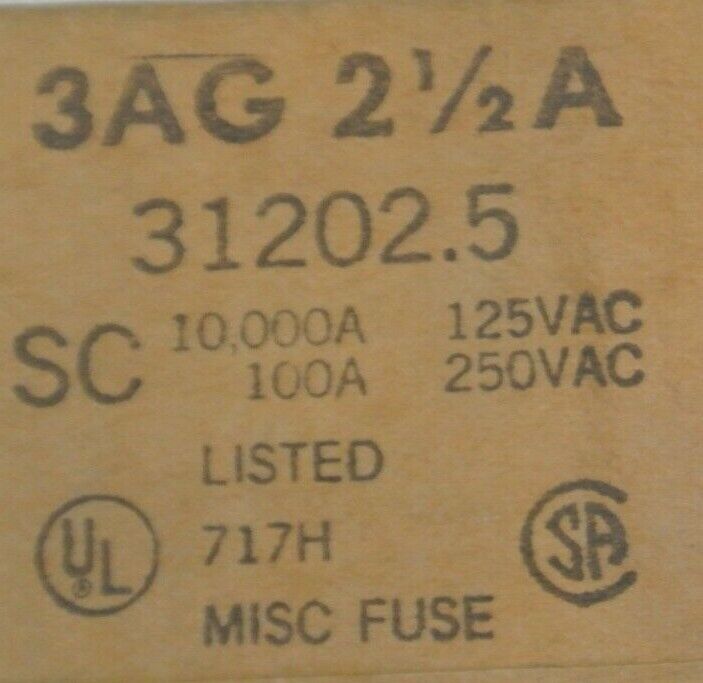 3AG 2½A
31202.5
SC 10,000A 125VAC
100A 250VAC
LISTED
UL® 717H SA
MISC FUSE